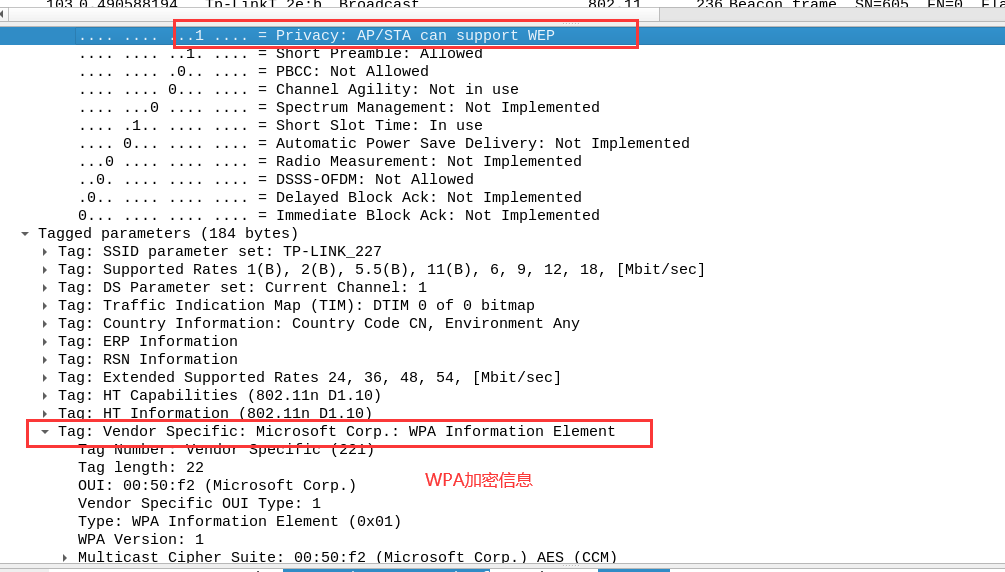 103 0.490588194 Tp-LinkT_2e:b… Broadcast 802.11 236 Beacon frame, SN=605, FN=0, Fla
.... .... ...1 .... = Privacy: AP/STA can support WEP
.... .... ..1. .... = Short Preamble: Allowed
.... .... .0.. .... = PBCC: Not Allowed
.... .... 0... .... = Channel Agility: Not in use
.... ...0 .... .... = Spectrum Management: Not Implemented
.... .1.. .... .... = Short Slot Time: In use
.... 0... .... .... = Automatic Power Save Delivery: Not Implemented
...0 .... .... .... = Radio Measurement: Not Implemented
..0. .... .... .... = DSSS-OFDM: Not Allowed
.0.. .... .... .... = Delayed Block Ack: Not Implemented
0... .... .... .... = Immediate Block Ack: Not Implemented
Tagged parameters (184 bytes)
Tag: SSID parameter set: TP-LINK_227
Tag: Supported Rates 1(B), 2(B), 5.5(B), 11(B), 6, 9, 12, 18, [Mbit/sec]
Tag: DS Parameter set: Current Channel: 1
Tag: Traffic Indication Map (TIM): DTIM 0 of 0 bitmap
Tag: Country Information: Country Code CN, Environment Any
Tag: ERP Information
Tag: RSN Information
Tag: Extended Supported Rates 24, 36, 48, 54, [Mbit/sec]
Tag: HT Capabilities (802.11n D1.10)
Tag: HT Information (802.11n D1.10)
Tag: Vendor Specific: Microsoft Corp.: WPA Information Element
Tag Number: Vendor Specific (221)
Tag length: 22
WPA加密信息
OUI: 00:50:f2 (Microsoft Corp.)
Vendor Specific OUI Type: 1
Type: WPA Information Element (0x01)
WPA Version: 1
Multicast Cipher Suite: 00:50:f2 (Microsoft Corp.) AES (CCM)